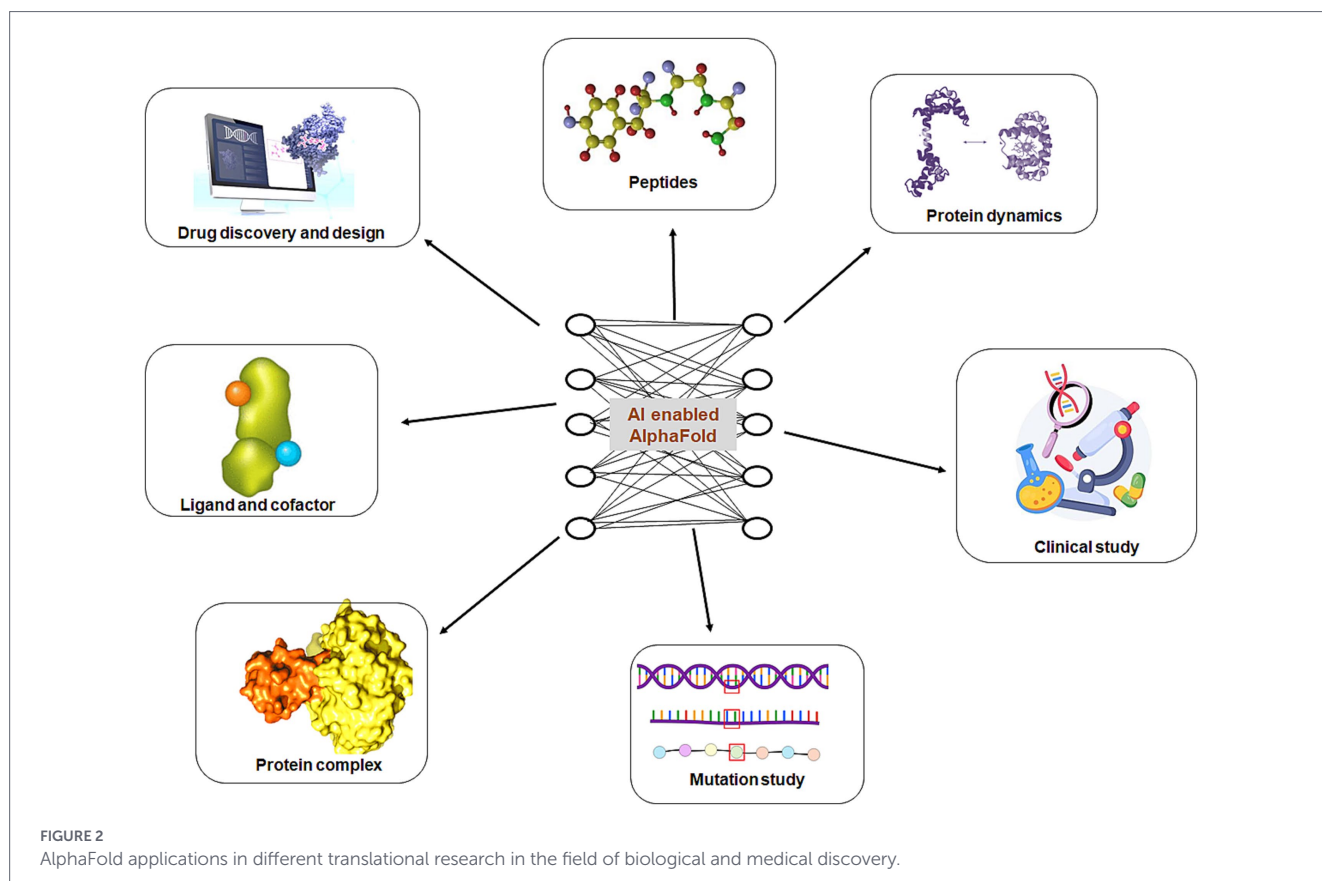 Peptides
Drug discovery and design
Protein dynamics
AI enabled
AlphaFold
Ligand and cofactor
Clinical study
Protein complex
Mutation study
FIGURE 2
AlphaFold applications in different translational research in the field of biological and medical discovery.